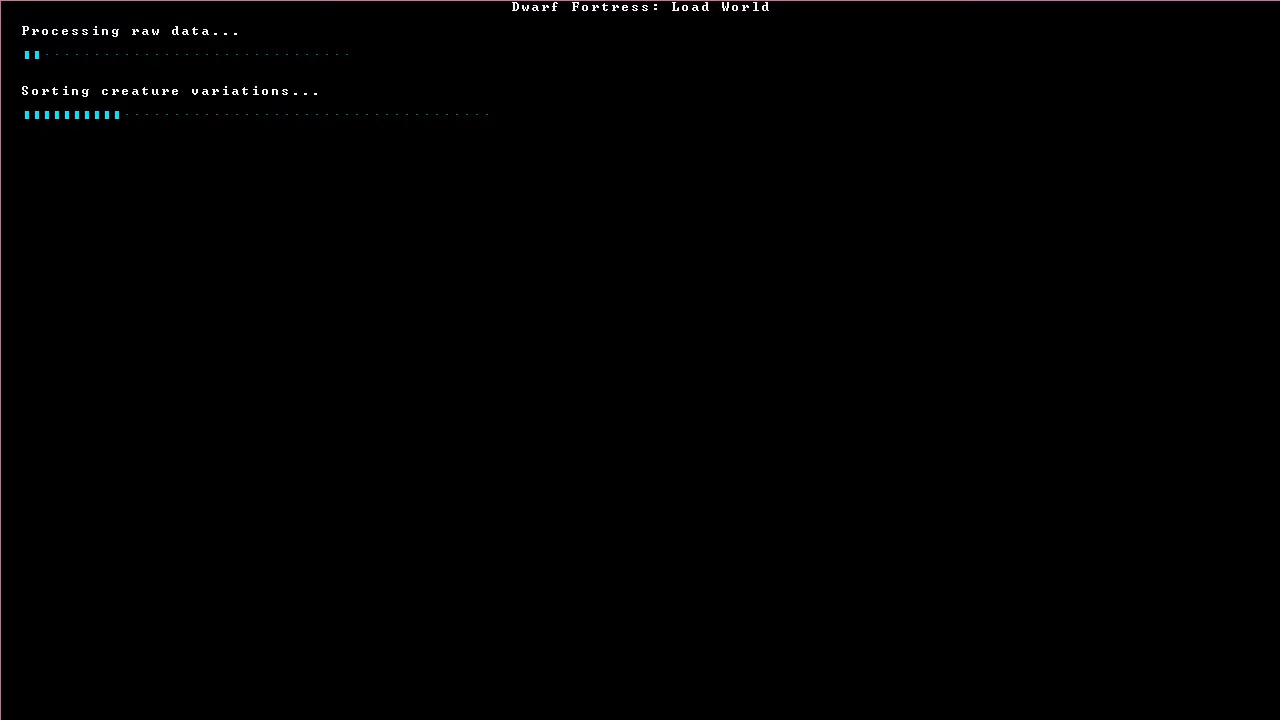 Dwarf Fortress: Load World
Processing raw data...
Sorting creature variations...